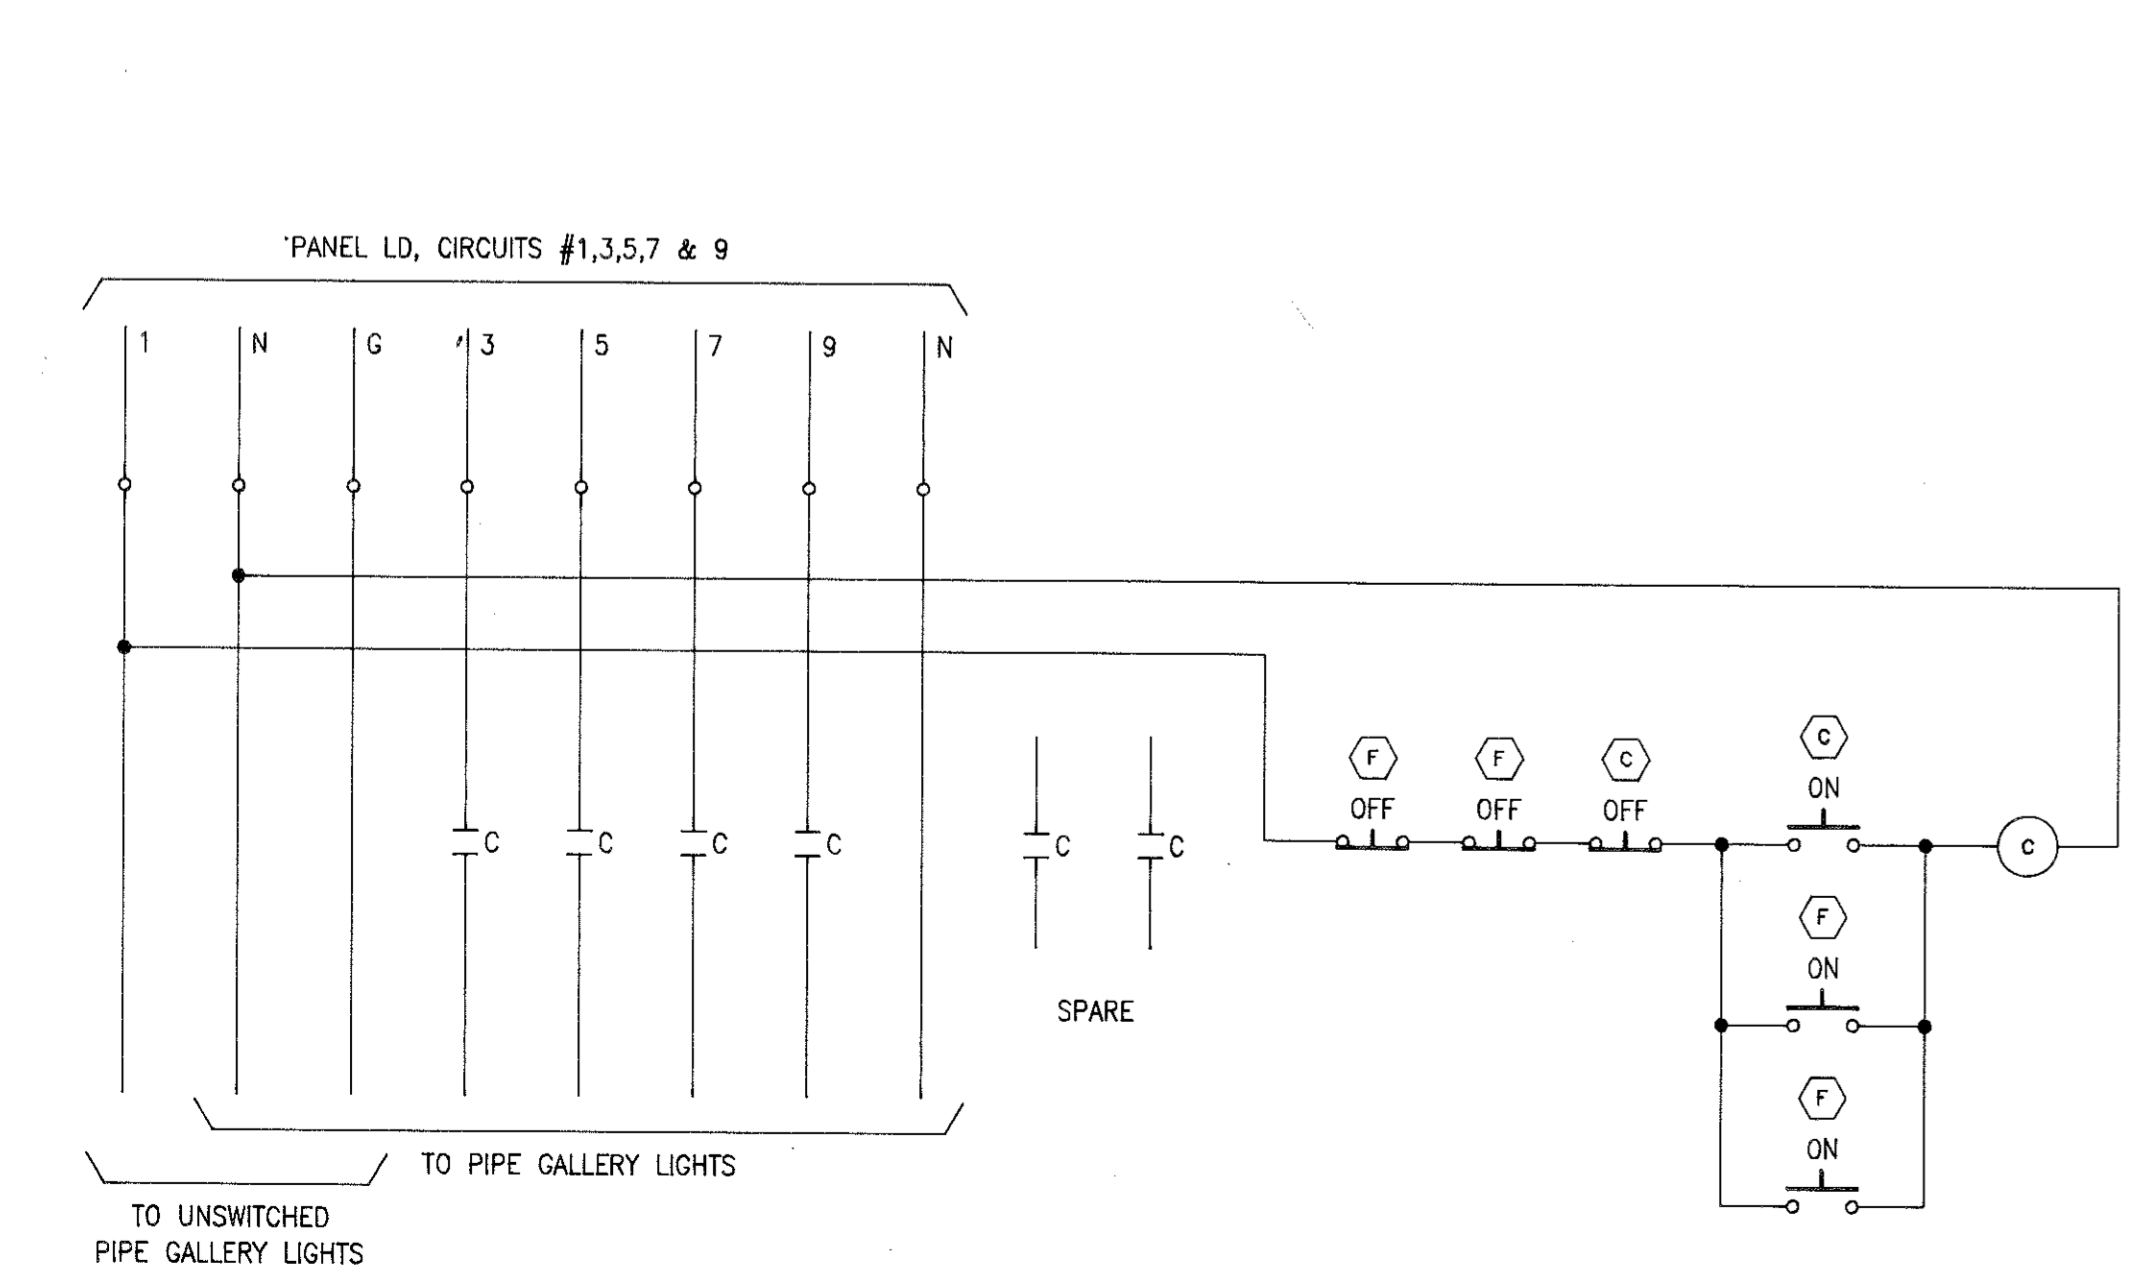 PANEL LD, CIRCUITS #1,3,5,7 & 9
1 N G 3 5 7 9 N
F F C C
OFF OFF OFF ON
C C C C C C C
F
ON
SPARE
F
ON
TO PIPE GALLERY LIGHTS
TO UNSWITCHED
PIPE GALLERY LIGHTS